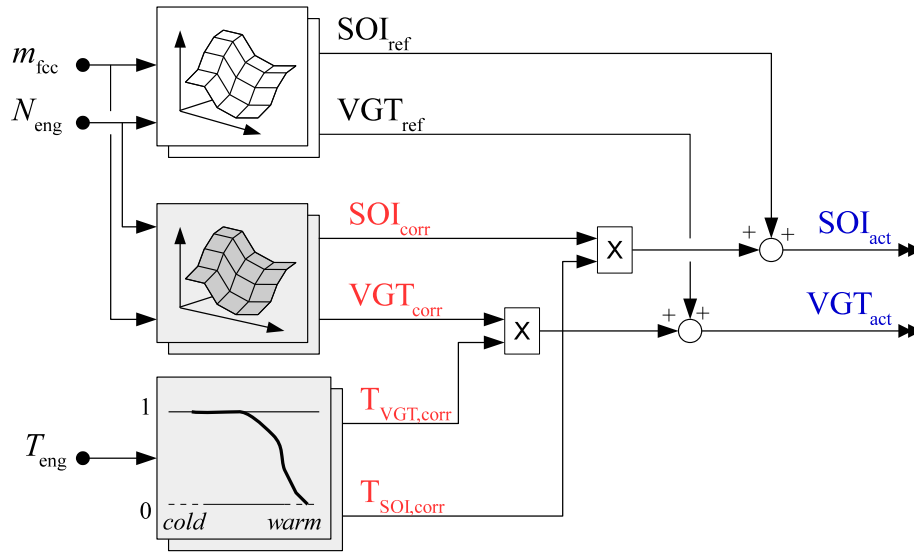 m_fcc
N_eng
SOI_ref
VGT_ref
SOI_corr
VGT_corr
X
X
+ +
SOI_act
+ +
VGT_act
T_eng
1
0
cold warm
T_VGT,corr
T_SOI,corr